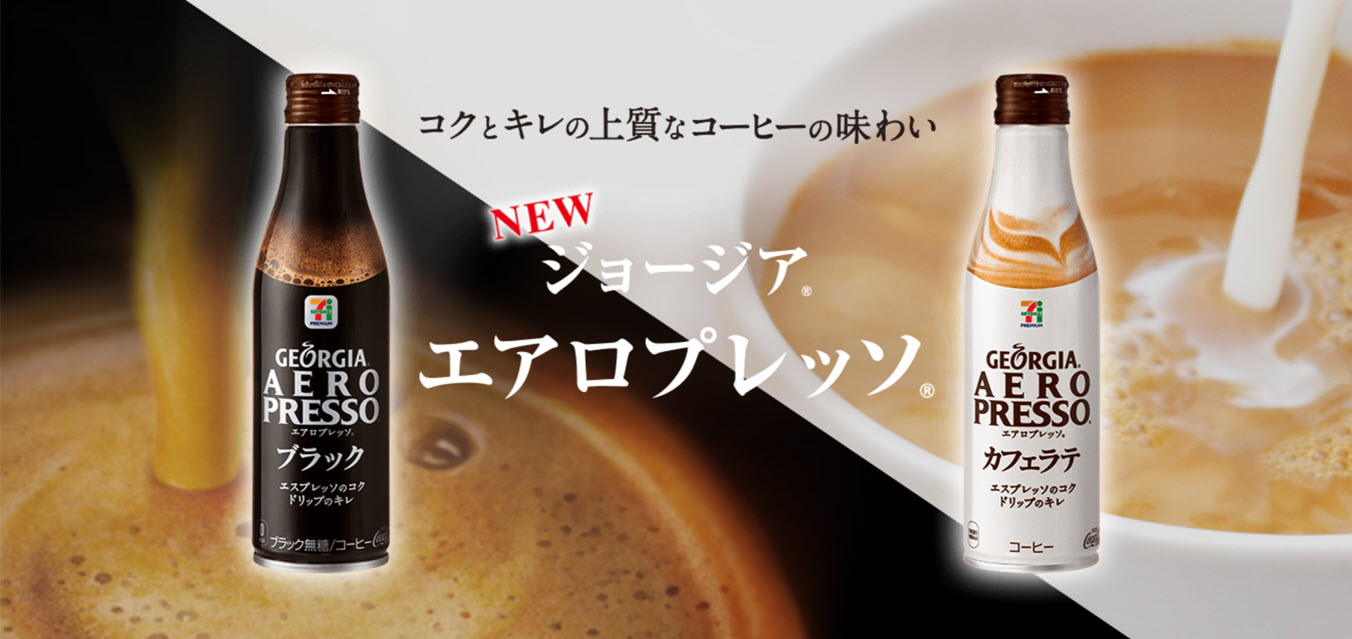 コクとキレの上質なコーヒーの味わい
NEW
ジョージア®
エアロプレッソ®
PREMIUM
GEORGIA
AERO
PRESSO
エアロプレッソ®
ブラック
エスプレッソのコク
ドリップのキレ
ブラック無糖/コーヒー
PREMIUM
GEORGIA
AERO
PRESSO
エアロプレッソ®
カフェラテ
エスプレッソのコク
ドリップのキレ
コーヒー